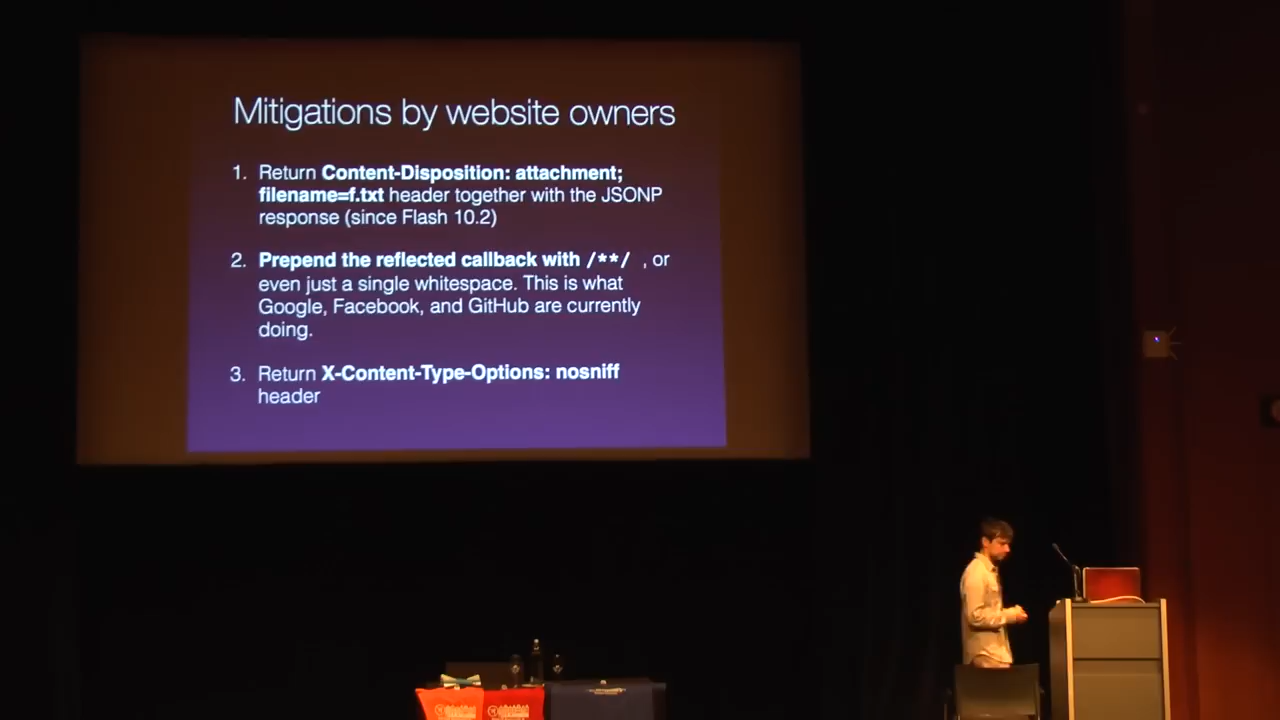 Mitigations by website owners
1. Return Content-Disposition: attachment;
filename=f.txt header together with the JSONP
response (since Flash 10.2)
2. Prepend the reflected callback with /**/ , or
even just a single whitespace. This is what
Google, Facebook, and GitHub are currently
doing.
3. Return X-Content-Type-Options: nosniff
header